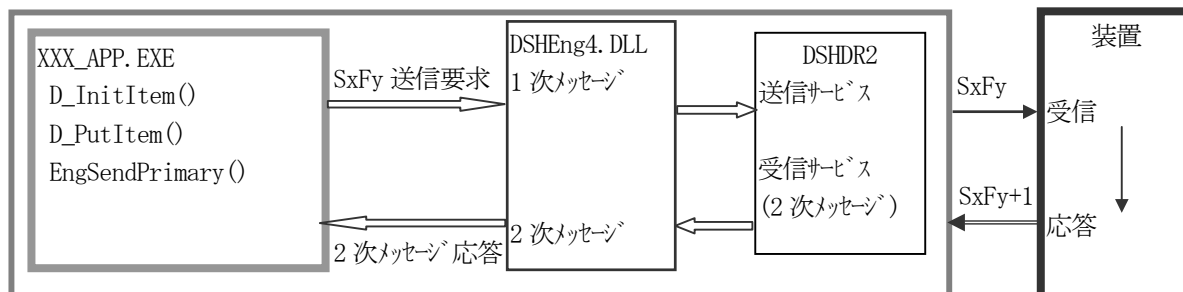 XXX_APP.EXE
D_InitItem()
D_PutItem()
EngSendPrimary()
SxFy 送信要求
2 次ﾒｯｾｰｼﾞ応答
DSHEng4.DLL
1 次ﾒｯｾｰｼﾞ
2 次ﾒｯｾｰｼﾞ
DSHDR2
送信ｻｰﾋﾞｽ
受信ｻｰﾋﾞｽ
(2 次ﾒｯｾｰｼﾞ)
SxFy
SxFy+1
装置
受信
応答